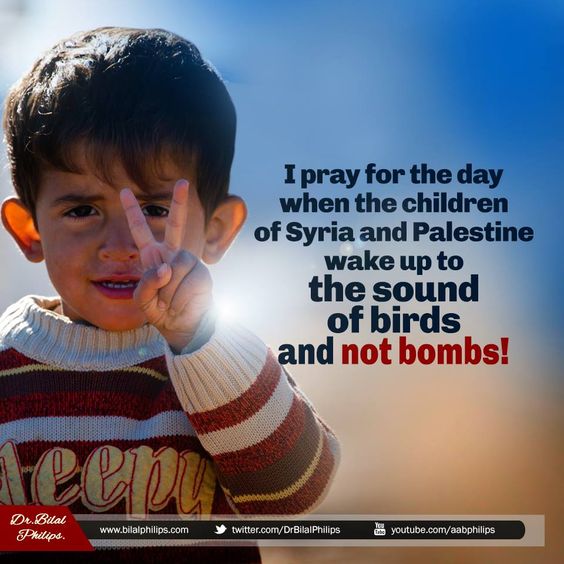 I pray for the day
when the children
of Syria and Palestine
wake up to
the sound
of birds
and not bombs!
eepy
Dr.Bilal
Philips.
www.bilalphilips.com
twitter.com/DrBilalPhilips
You Tube
youtube.com/aabphilips